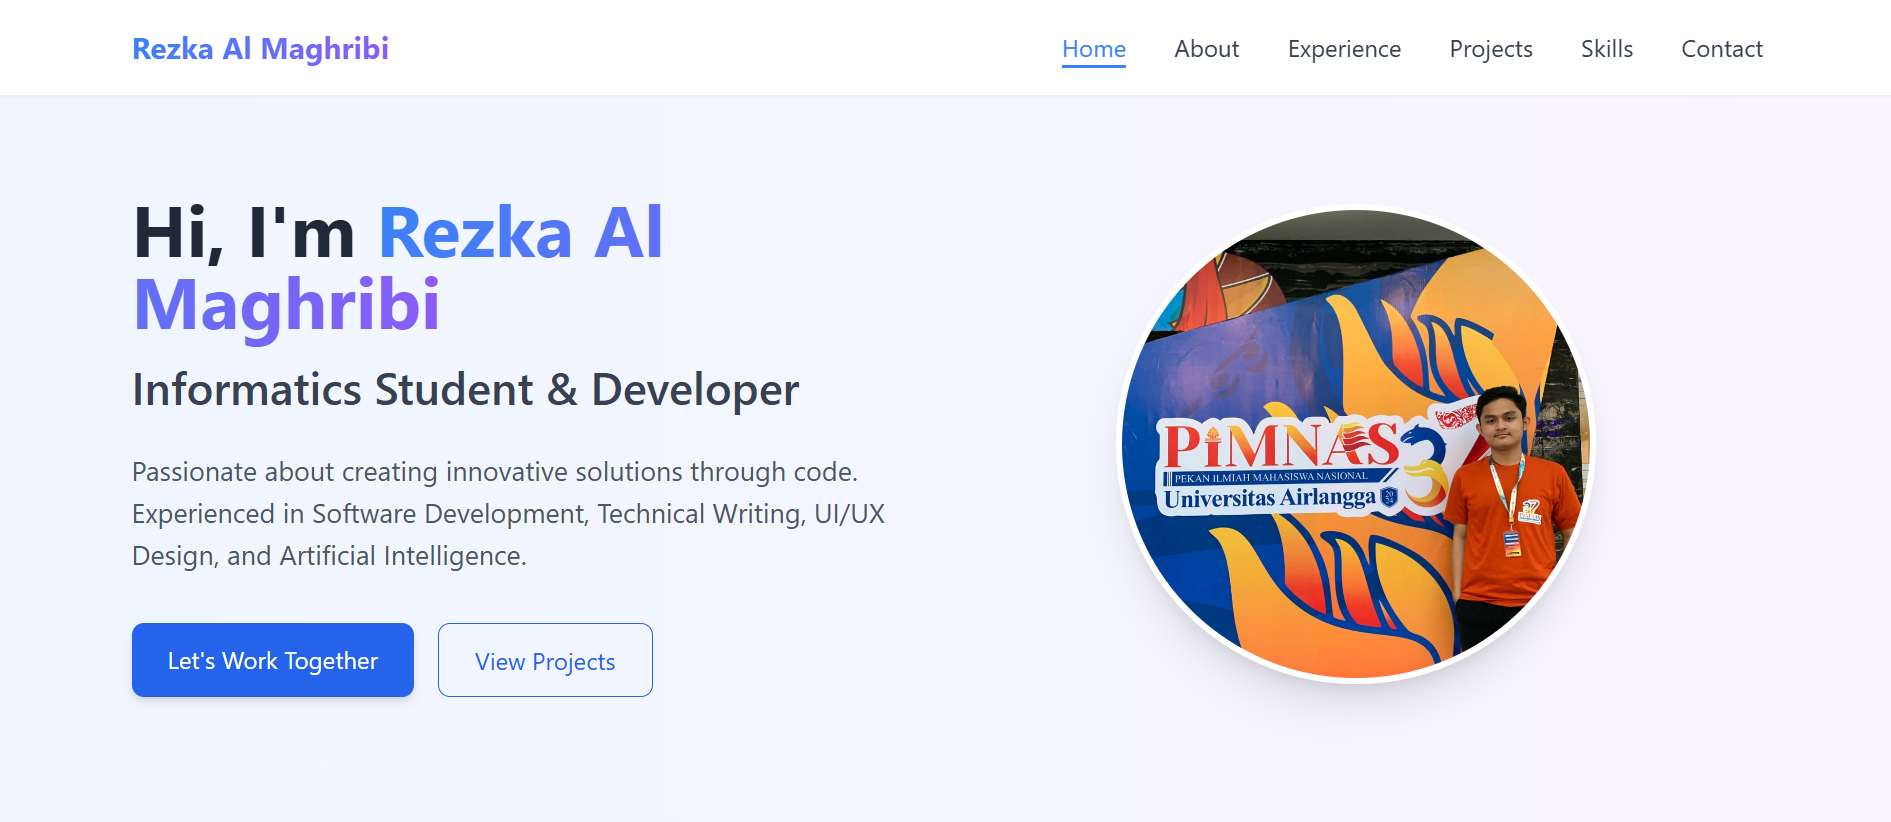 Rezka Al Maghribi
Home About Experience Projects Skills Contact
Hi, I'm Rezka Al
Maghribi
Informatics Student & Developer
Passionate about creating innovative solutions through code.
Experienced in Software Development, Technical Writing, UI/UX
Design, and Artificial Intelligence.
Let's Work Together
View Projects
PiMNAS 3
PEKAN ILMIAH MAHASISWA NASIONAL
Universitas Airlangga 2024